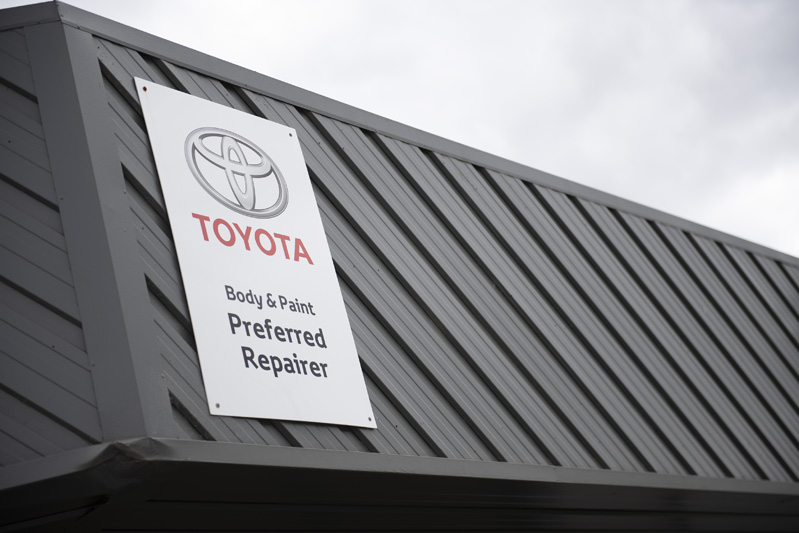 TOYOTA
Body & Paint
Preferred
Repairer